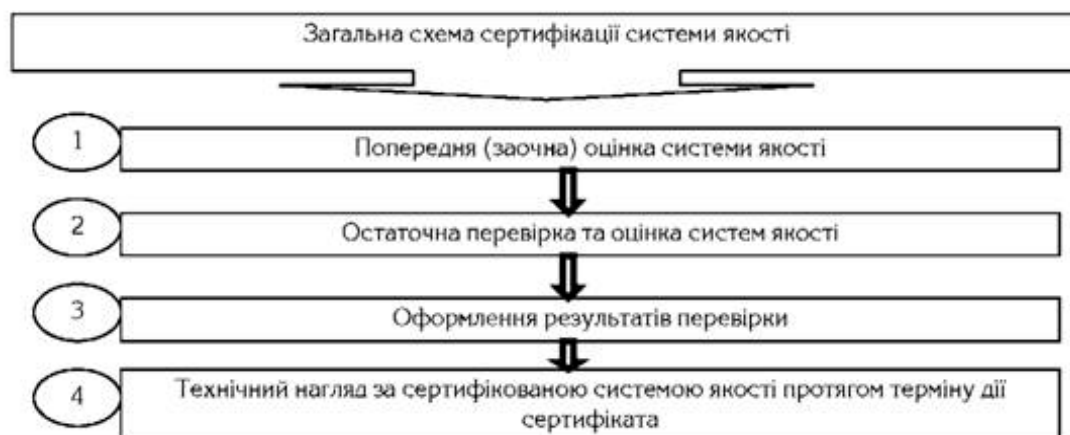 Загальна схема сертифікації системи якості
1
Попередня (заочна) оцінка системи якості
2
Остаточна перевірка та оцінка систем якості
3
Оформлення результатів перевірки
4
Технічний нагляд за сертифікованою системою якості протягом терміну дії
сертифіката